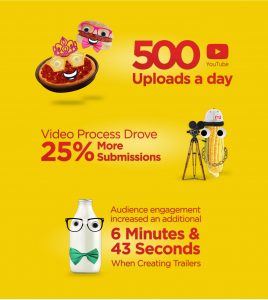 500
YouTube
Uploads a day
Video Process Drove
25% More
Submissions
Audience engagement
increased an additional
6 Minutes &
43 Seconds
When Creating Trailers